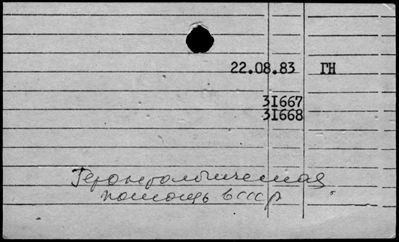 22.08.83 ГН
31667
31668
Геронтологическая
помощь в СССР